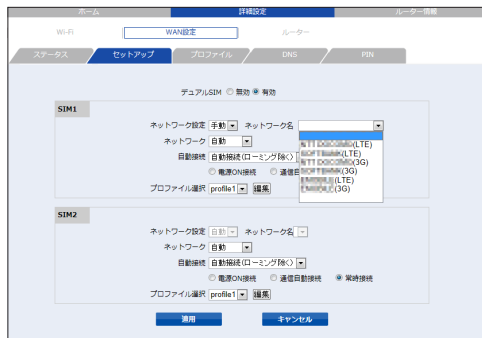 ホーム 詳細設定 ルーター情報
Wi-Fi WAN設定 ルーター
ステータス セットアップ プロファイル DNS PIN
デュアルSIM 無効 有効
SIM1
ネットワーク設定 手動 ネットワーク名
ネットワーク 自動
(LTE)
(LTE)
自動接続 自動接続(ローミング除く)
(3G)
(3G)
電源ON接続 通信自
(LTE)
(3G)
プロファイル選択 profile1 編集
SIM2
ネットワーク設定 自動 ネットワーク名
ネットワーク 自動
自動接続 自動接続(ローミング除く)
電源ON接続 通信自動接続 常時接続
プロファイル選択 profile1 編集
適用 キャンセル